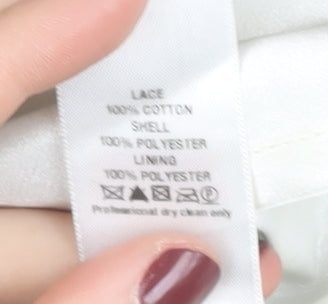 LACE
100% COTTON
SHELL
100% POLYESTER
LINING
100% POLYESTER
Professional dry clean only